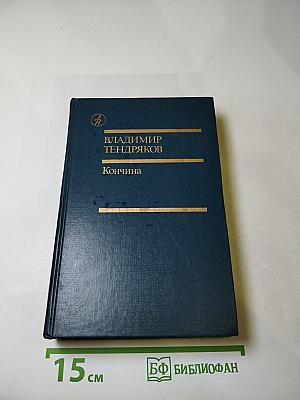 ВЛАДИМИР
ТЕНДРЯКОВ
Кончина
15 см
БФ БИБЛИОФАН